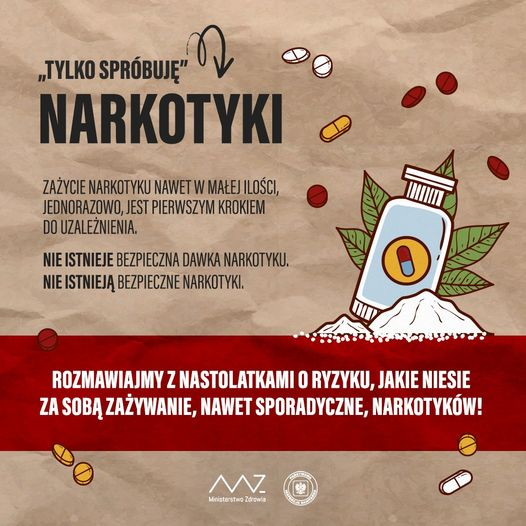 „TYLKO SPRÓBUJĘ”
NARKOTYKI
ZAŻYCIE NARKOTYKU NAWET W MAŁEJ ILOŚCI,
JEDNORAZOWO, JEST PIERWSZYM KROKIEM
DO UZALEŻNIENIA.
NIE ISTNIEJE BEZPIECZNA DAWKA NARKOTYKU.
NIE ISTNIEJĄ BEZPIECZNE NARKOTYKI.
ROZMAWIAJMY Z NASTOLATKAMI O RYZYKU, JAKIE NIESIE
ZA SOBĄ ZAŻYWANIE, NAWET SPORADYCZNE, NARKOTYKÓW!
MZ
Ministerstwo Zdrowia